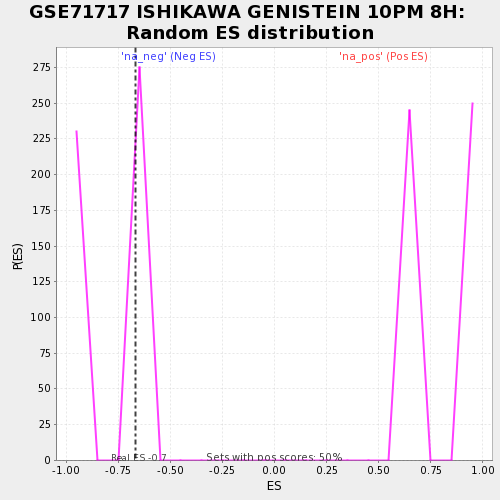 GSE71717 ISHIKAWA GENISTEIN 10PM 8H:
Random ES distribution
'na_neg' (Neg ES) 'na_pos' (Pos ES)
275
250
225
200
175
150
125
100
75
50
25
0
P(ES)
Real ES -0.7 Sets with pos scores: 50%
-1.00 -0.75 -0.50 -0.25 0.00 0.25 0.50 0.75 1.00
ES